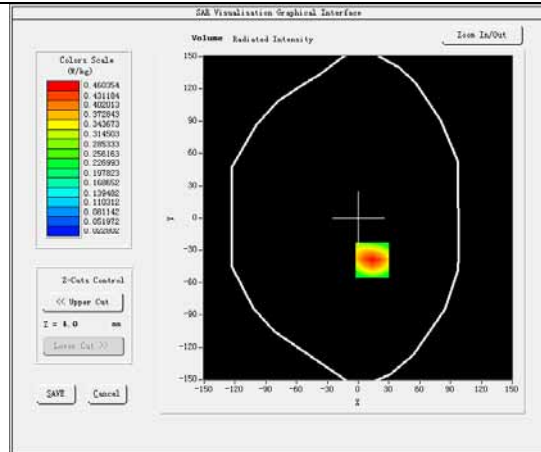 SAR Visualisation Graphical Interface
Volume Radiated Intensity
Zoom In/Out
Colors Scale
(W/kg)
0.460354
0.431184
0.402013
0.372843
0.343673
0.314503
0.285333
0.256163
0.226993
0.197823
0.168652
0.139482
0.110312
0.081142
0.051972
0.022802
Z-Cuts Control
<< Upper Cut
Z = 4.0 mm
Lower Cut >>
SAVE
Cancel
150
120
90
60
30
0
-30
-60
-90
-120
-150
Y
-150 -120 -90 -60 -30 0 30 60 90 120 150
X